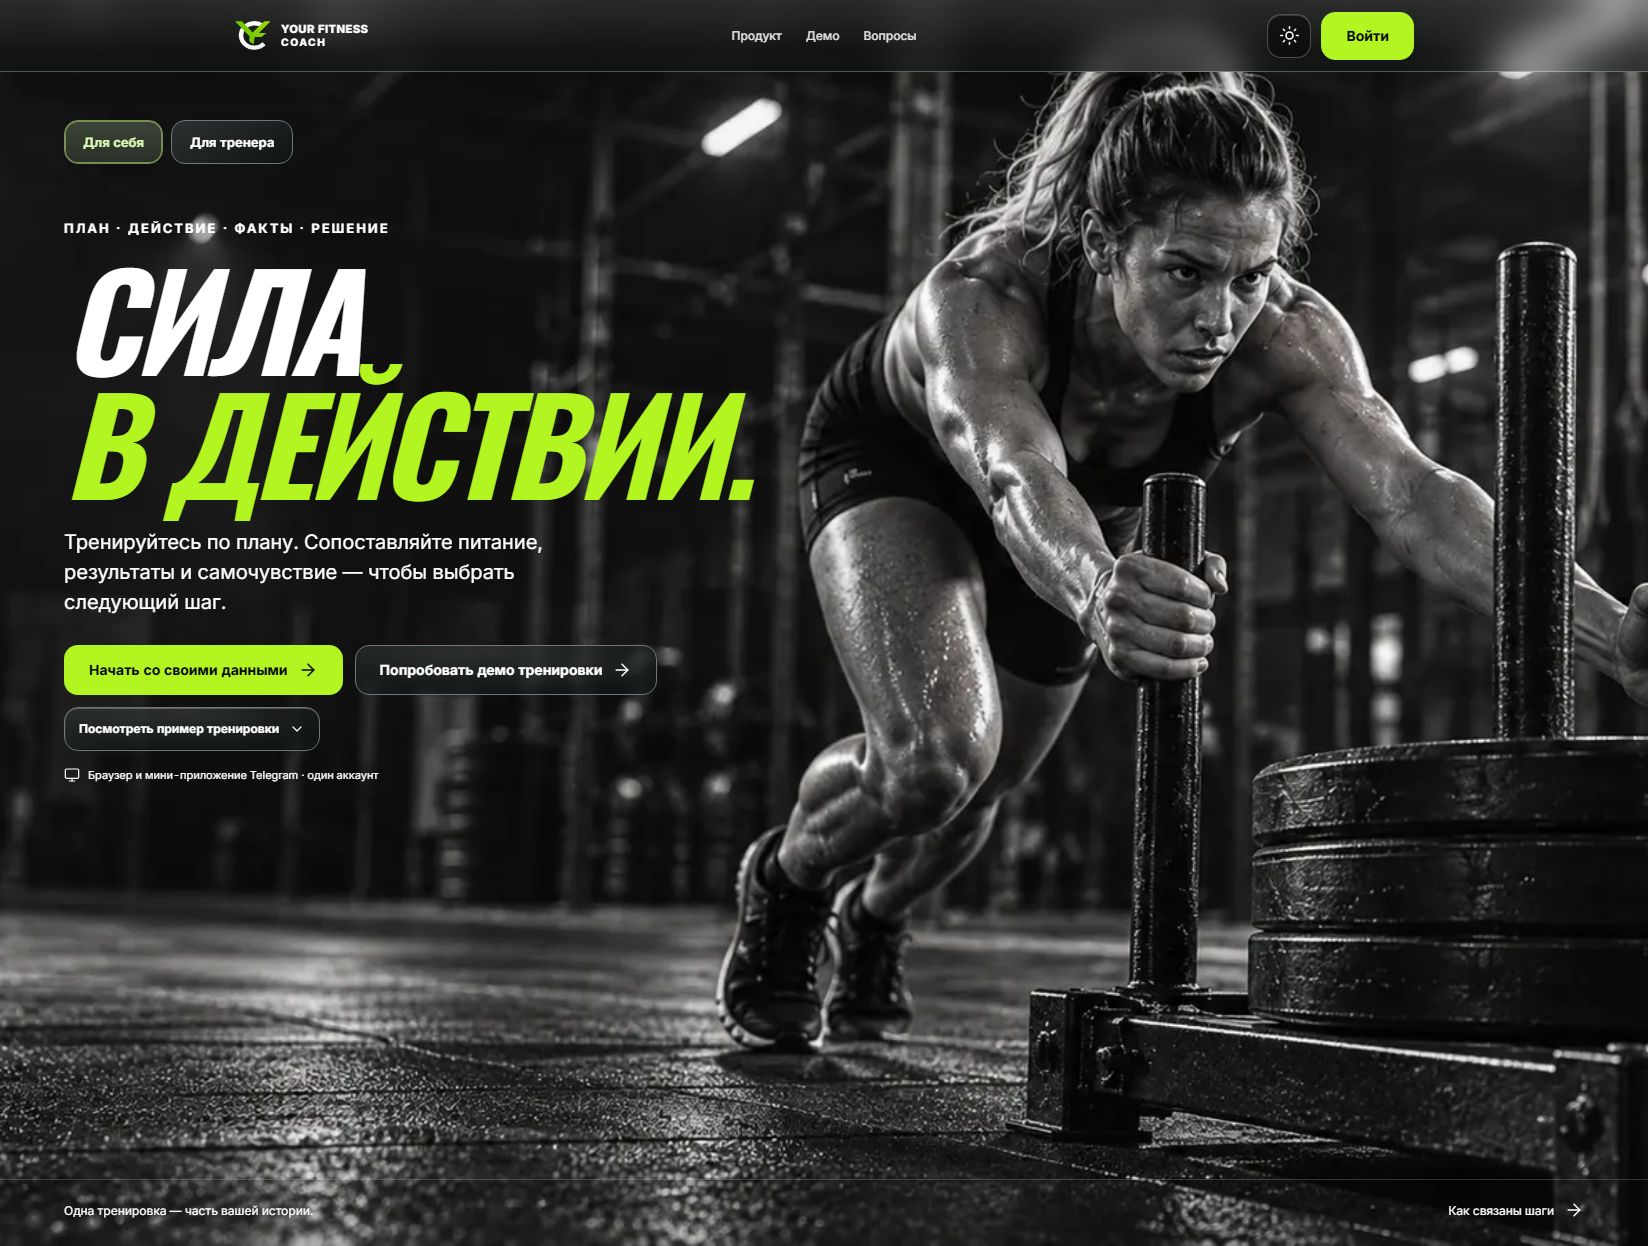 YOUR FITNESS
COACH
Продукт
Демо
Вопросы
Войти
Для себя
Для тренера
ПЛАН · ДЕЙСТВИЕ · ФАКТЫ · РЕШЕНИЕ
СИЛА
В ДЕЙСТВИИ.
Тренируйтесь по плану. Сопоставляйте питание,
результаты и самочувствие — чтобы выбрать
следующий шаг.
Начать со своими данными
Попробовать демо тренировки
Посмотреть пример тренировки
Браузер и мини-приложение Telegram · один аккаунт
Одна тренировка — часть вашей истории.
Как связаны шаги